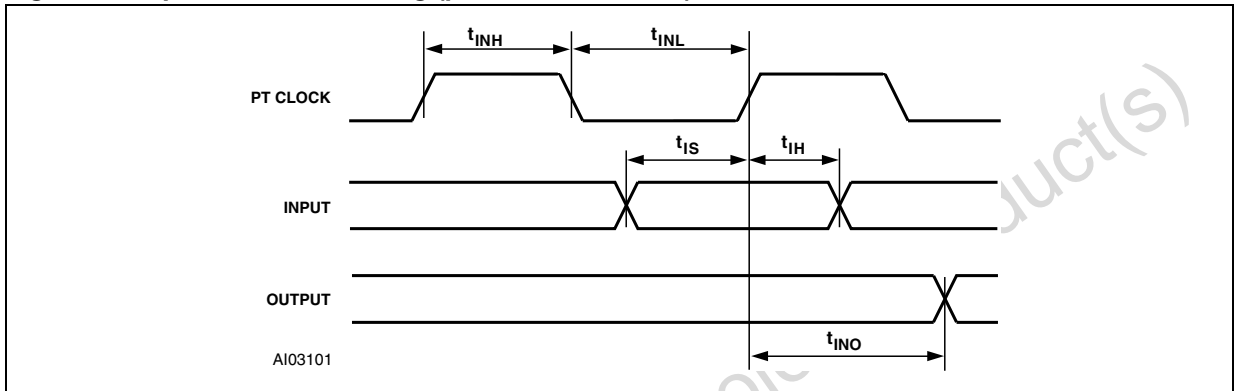 tINH
tINL
PT CLOCK
tIS
tIH
INPUT
OUTPUT
tINO
AI03101